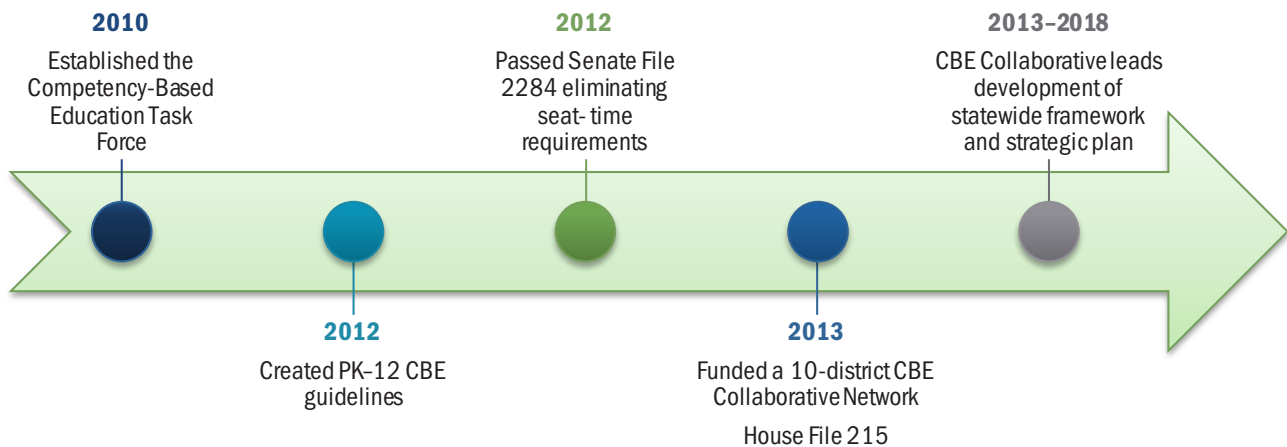 2010
Established the
Competency-Based
Education Task
Force
2012
Created PK–12 CBE
guidelines
2012
Passed Senate File
2284 eliminating
seat- time
requirements
2013
Funded a 10-district CBE
Collaborative Network
House File 215
2013–2018
CBE Collaborative leads
development of
statewide framework
and strategic plan